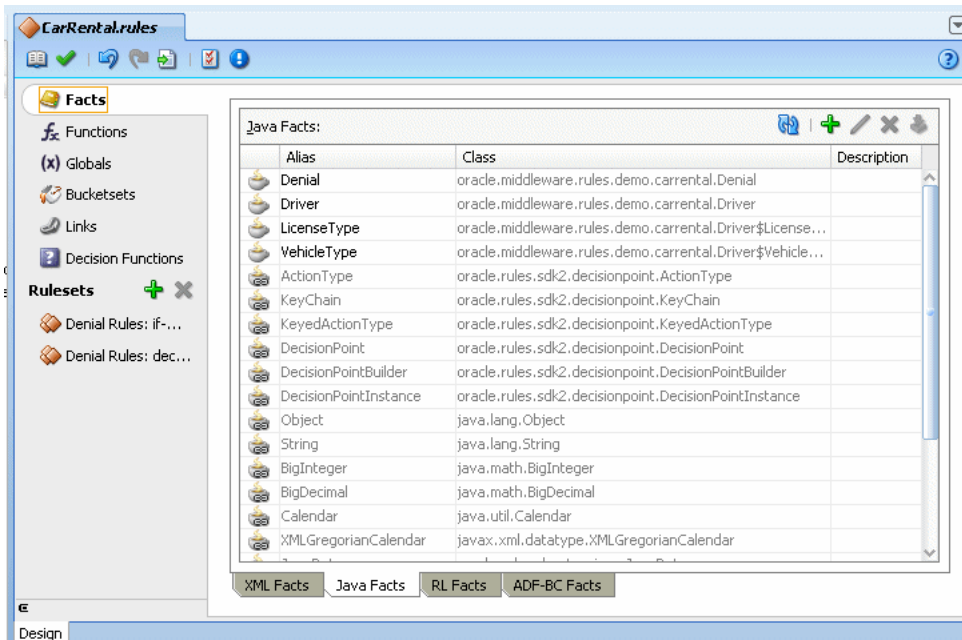 CarRental.rules
Facts
Functions
Globals
Bucketsets
Links
Decision Functions
Rulesets
Denial Rules: if-...
Denial Rules: dec...
Java Facts:
Alias Class Description
Denial oracle.middleware.rules.demo.carrental.Denial
Driver oracle.middleware.rules.demo.carrental.Driver
LicenseType oracle.middleware.rules.demo.carrental.Driver$License...
VehicleType oracle.middleware.rules.demo.carrental.Driver$Vehicle...
ActionType oracle.rules.sdk2.decisionpoint.ActionType
KeyChain oracle.rules.sdk2.decisionpoint.KeyChain
KeyedActionType oracle.rules.sdk2.decisionpoint.KeyedActionType
DecisionPoint oracle.rules.sdk2.decisionpoint.DecisionPoint
DecisionPointBuilder oracle.rules.sdk2.decisionpoint.DecisionPointBuilder
DecisionPointInstance oracle.rules.sdk2.decisionpoint.DecisionPointInstance
Object java.lang.Object
String java.lang.String
BigInteger java.math.BigInteger
BigDecimal java.math.BigDecimal
Calendar java.util.Calendar
XMLGregorianCalendar javax.xml.datatype.XMLGregorianCalendar
XML Facts Java Facts RL Facts ADF-BC Facts
Design